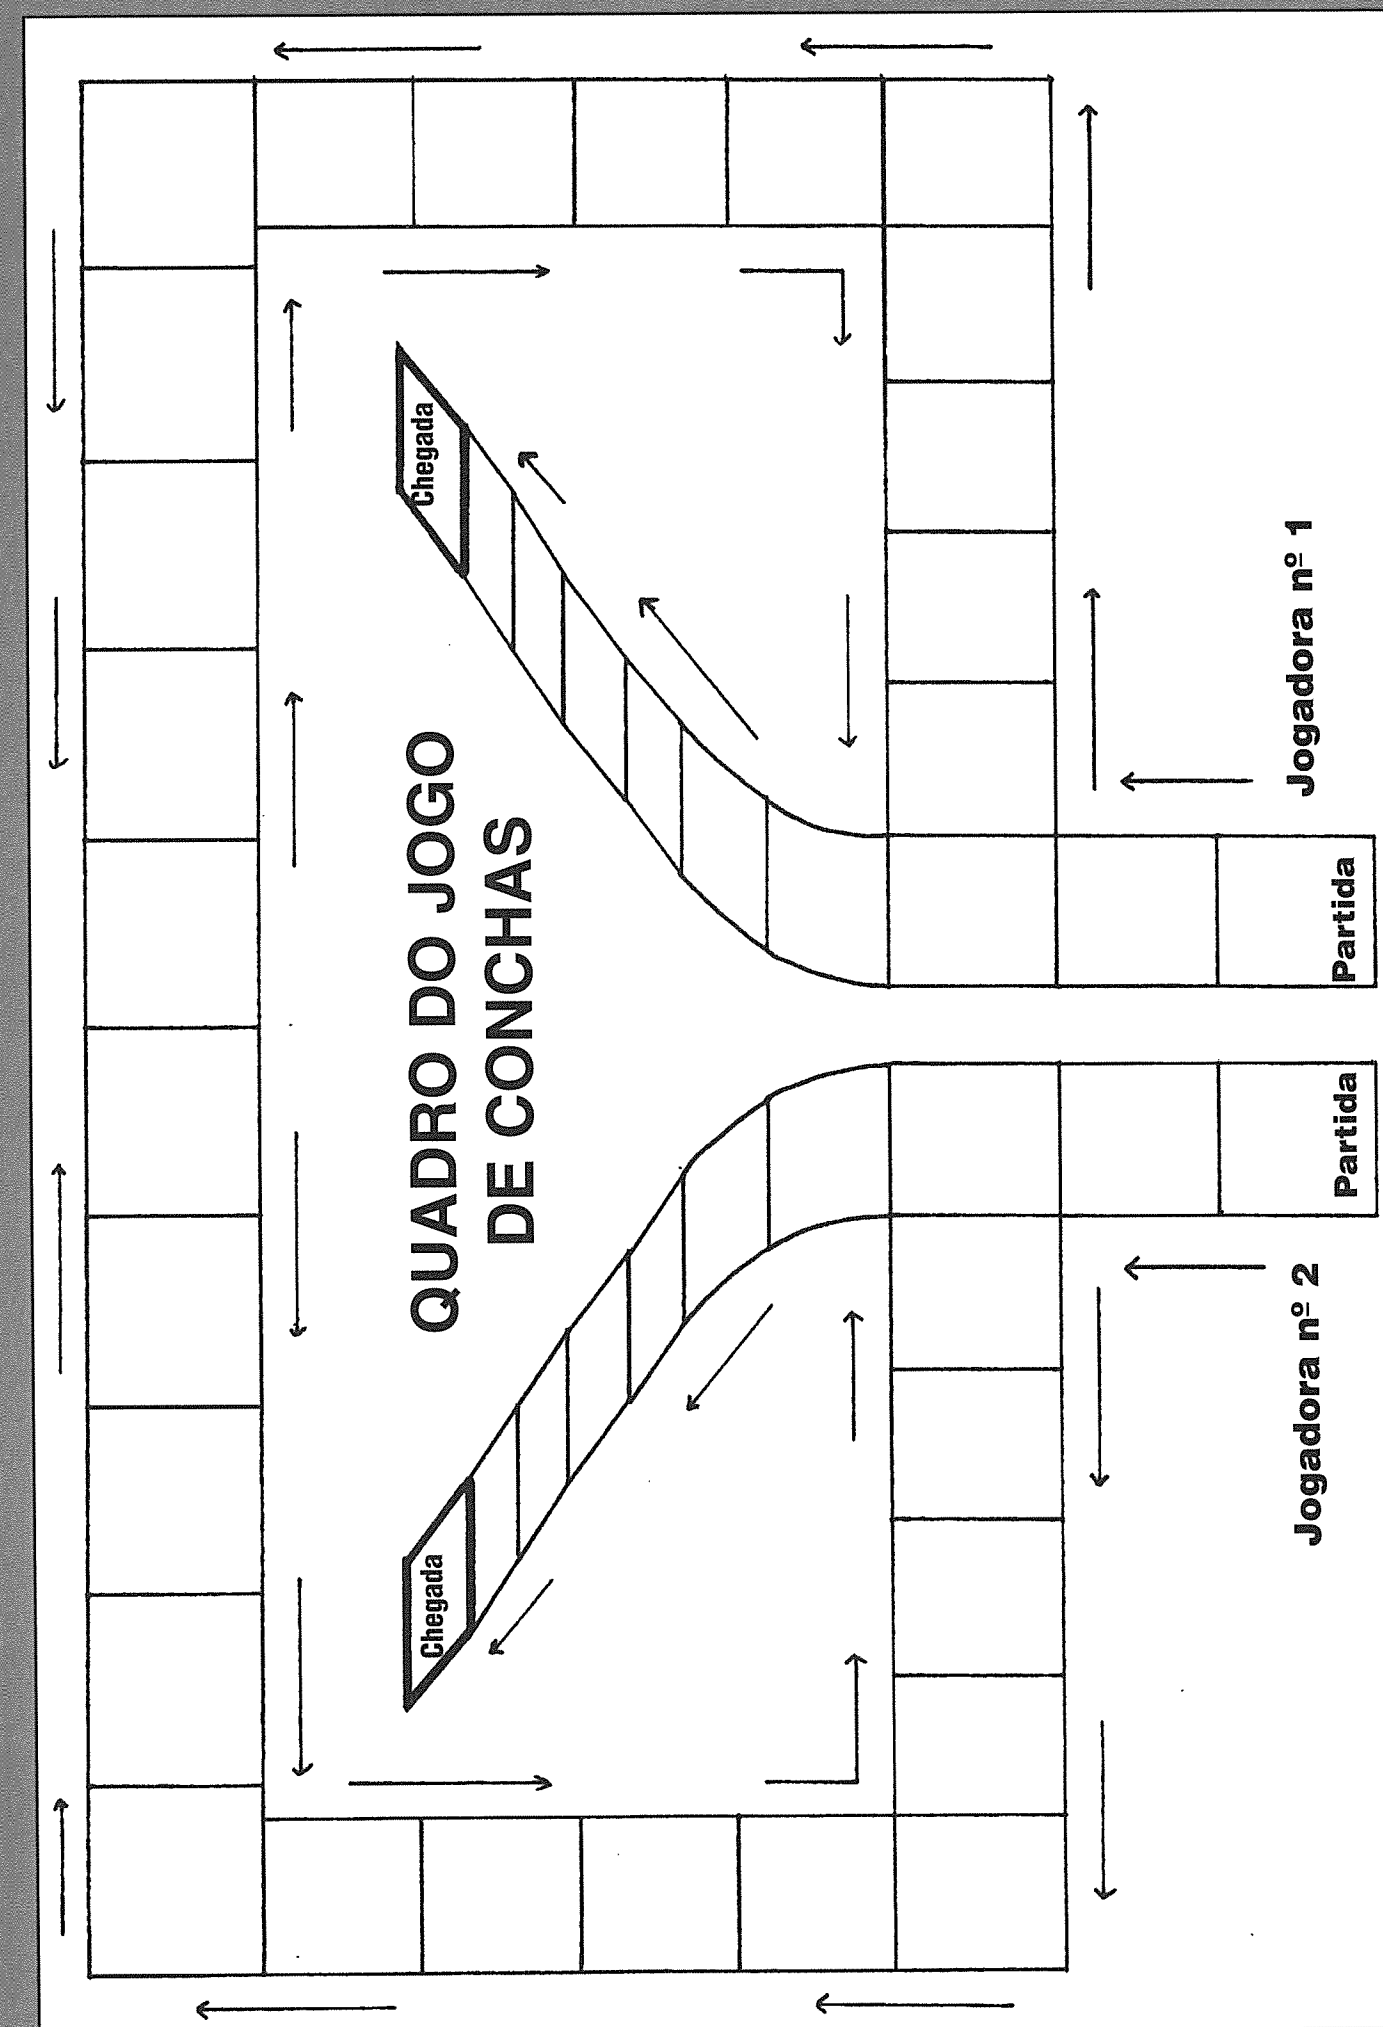 QUADRO DO JOGO
DE CONCHAS
Chegada
Chegada
Jogadora nº 2
Partida
Partida
Jogadora nº 1